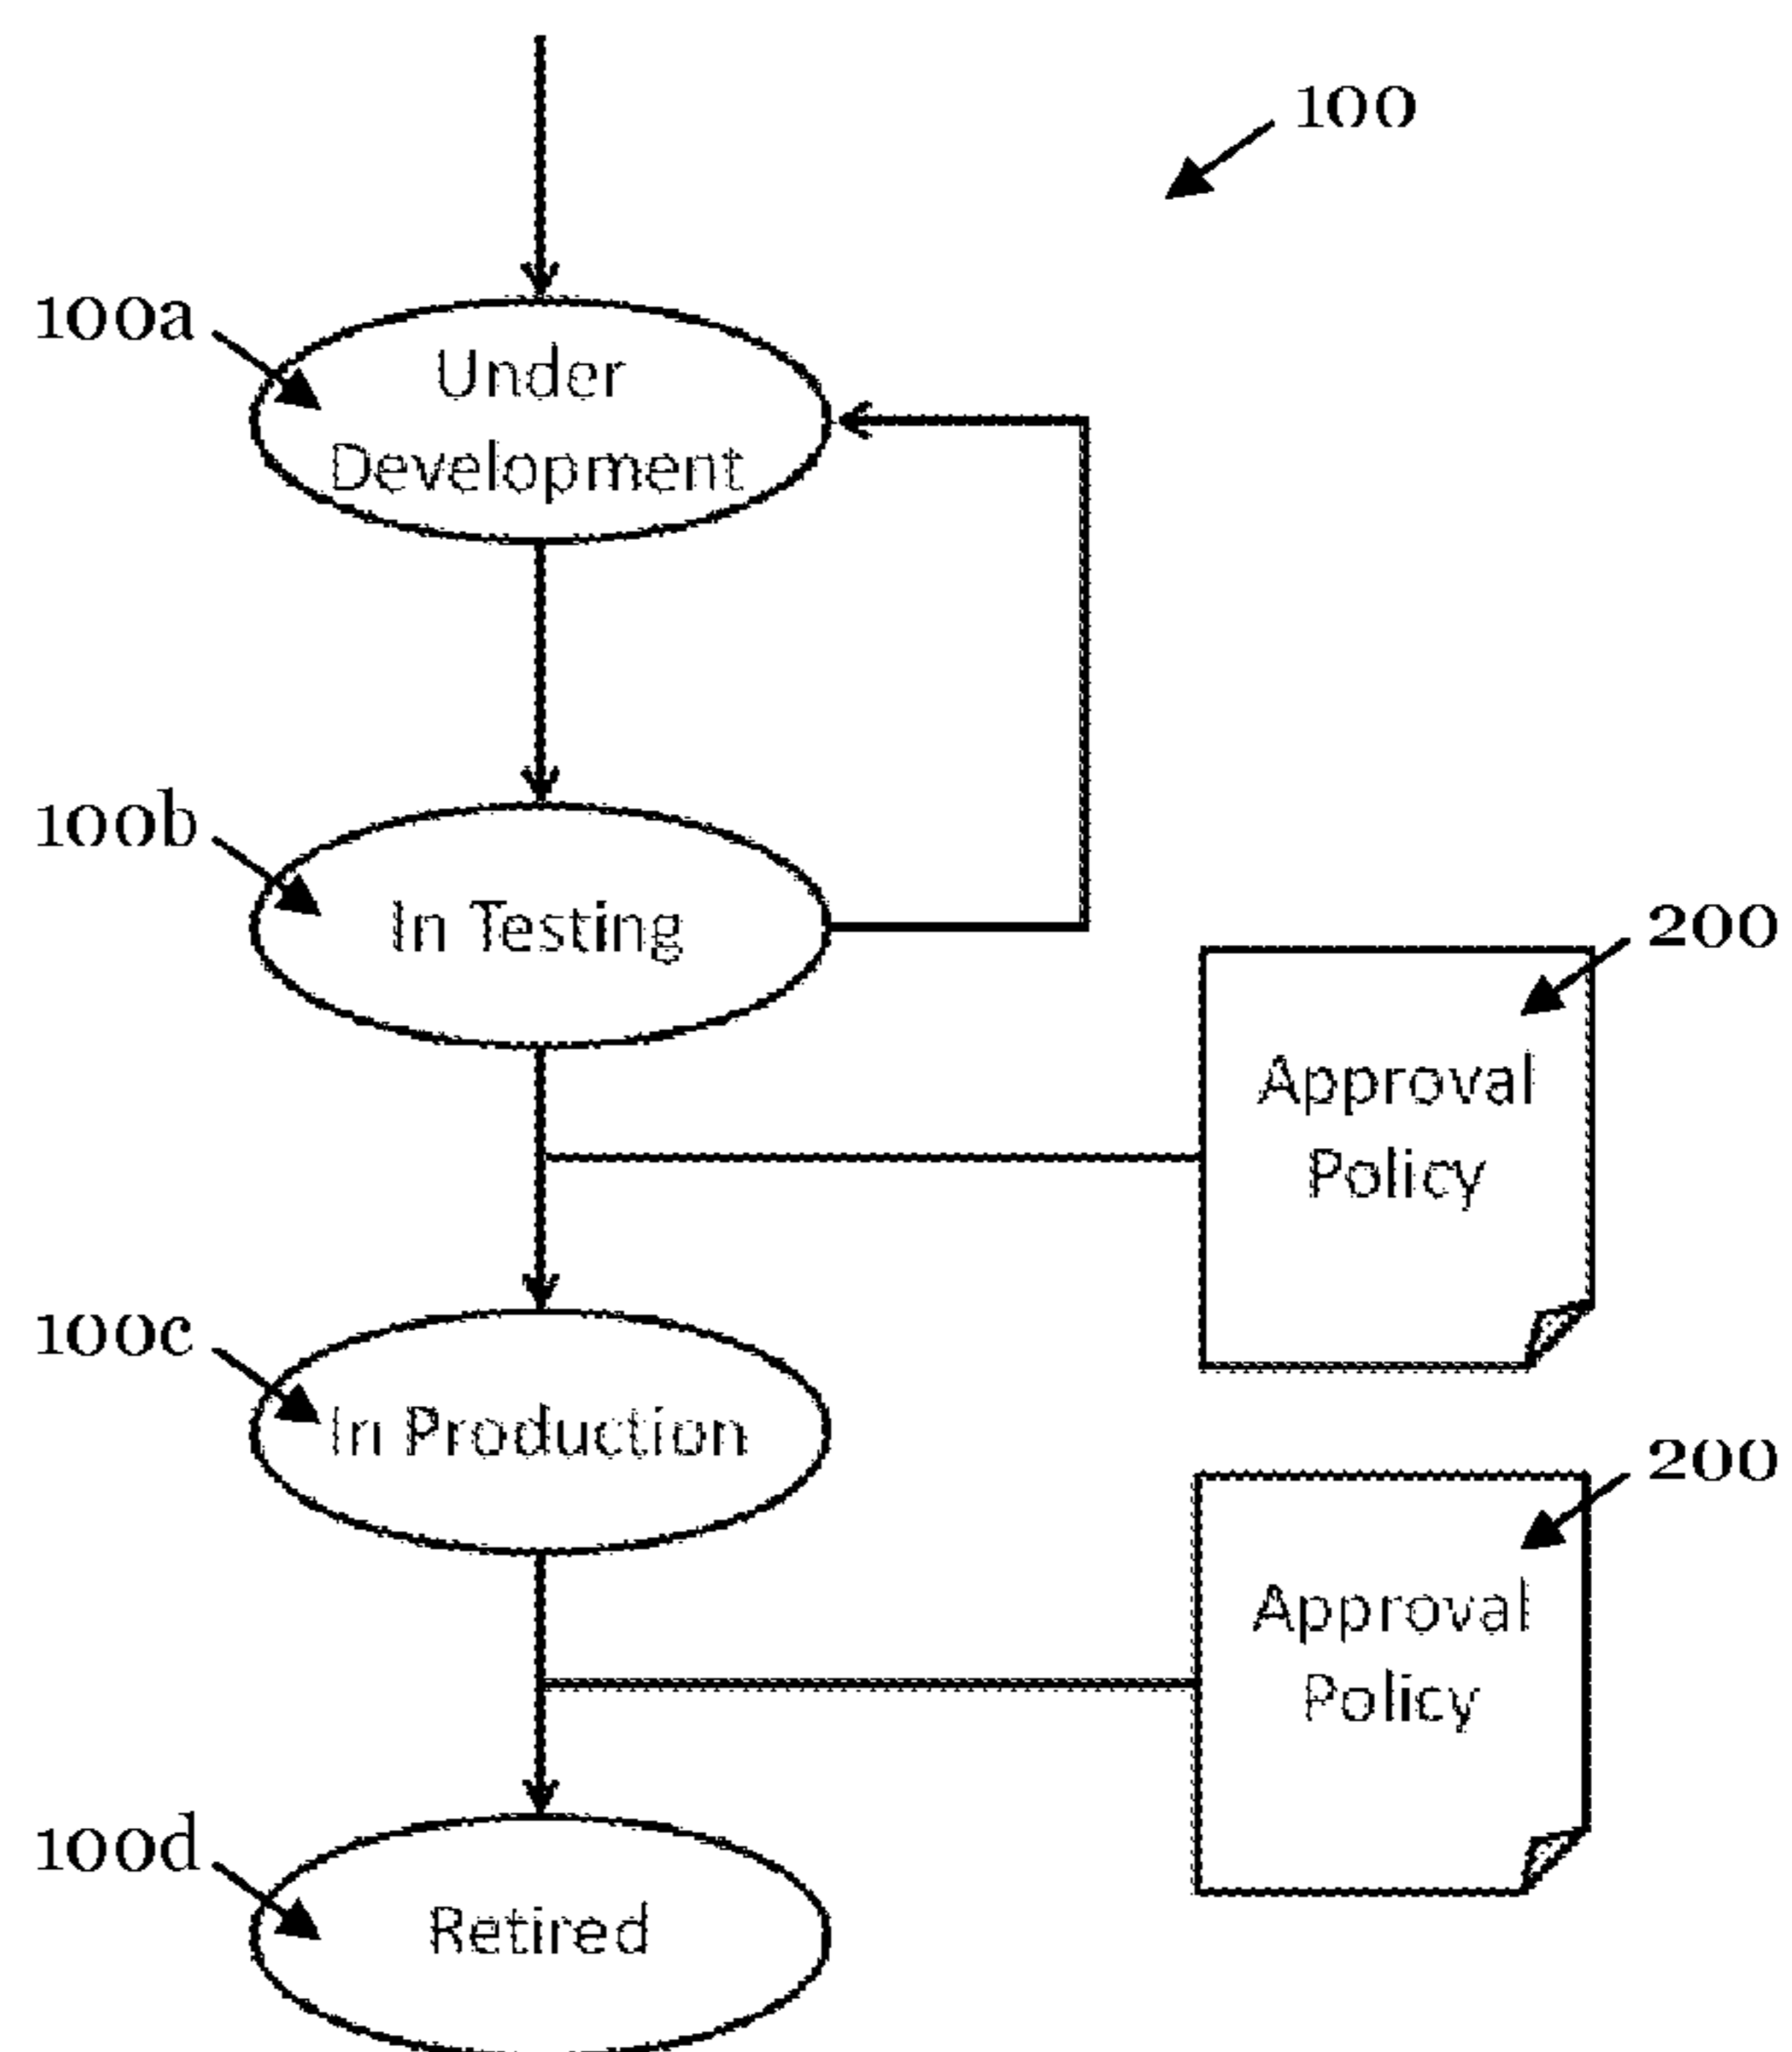 100
100a
Under
Development
100b
In Testing
200
Approval
Policy
100c
In Production
200
Approval
Policy
100d
Retired